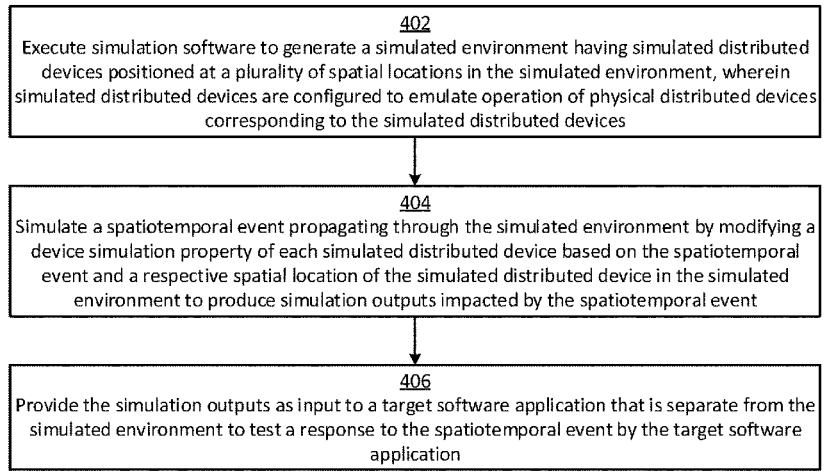 402
Execute simulation software to generate a simulated environment having simulated distributed
devices positioned at a plurality of spatial locations in the simulated environment, wherein
simulated distributed devices are configured to emulate operation of physical distributed devices
corresponding to the simulated distributed devices
404
Simulate a spatiotemporal event propagating through the simulated environment by modifying a
device simulation property of each simulated distributed device based on the spatiotemporal
event and a respective spatial location of the simulated distributed device in the simulated
environment to produce simulation outputs impacted by the spatiotemporal event
406
Provide the simulation outputs as input to a target software application that is separate from the
simulated environment to test a response to the spatiotemporal event by the target software
application